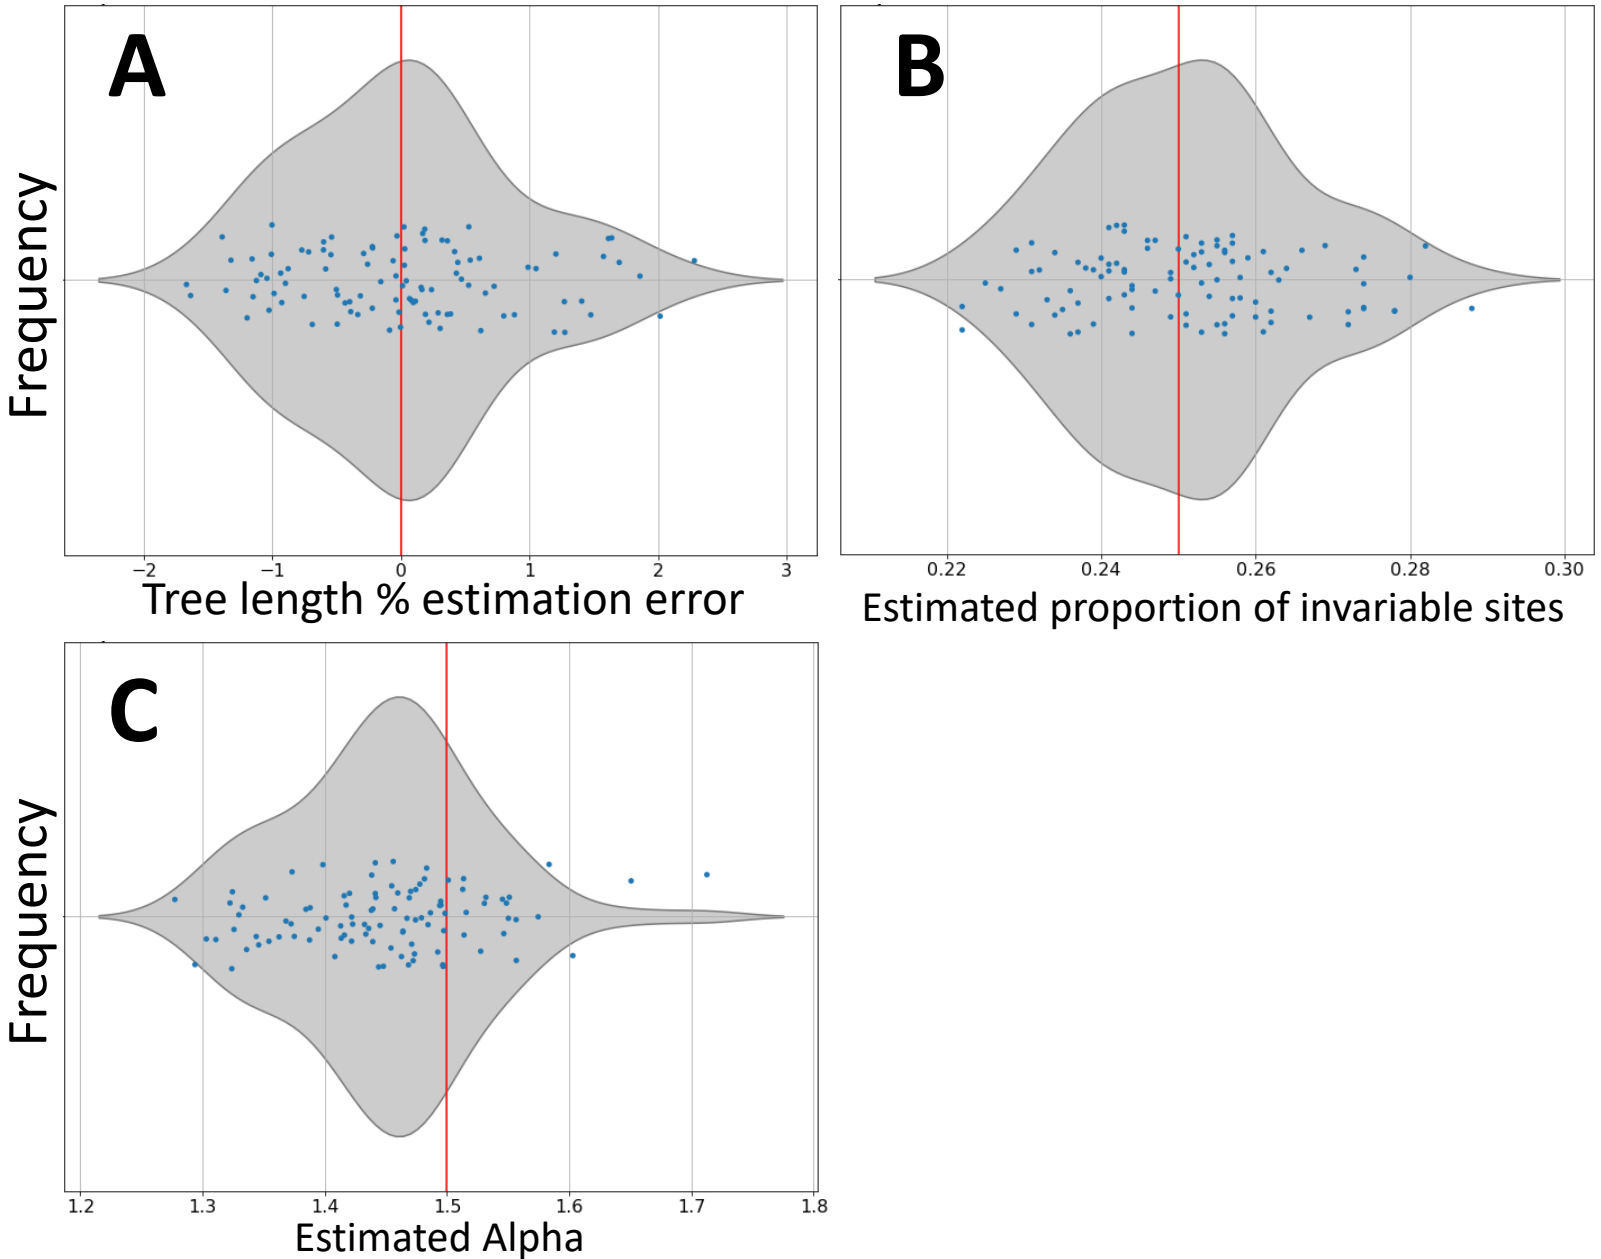 A
B
Frequency
−2 −1 0 1 2 3
0.22 0.24 0.26 0.28 0.30
Tree length % estimation error
Estimated proportion of invariable sites
C
Frequency
1.2 1.3 1.4 1.5 1.6 1.7 1.8
Estimated Alpha